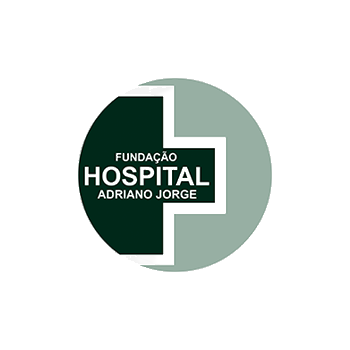 FUNDAÇÃO
HOSPITAL
ADRIANO JORGE